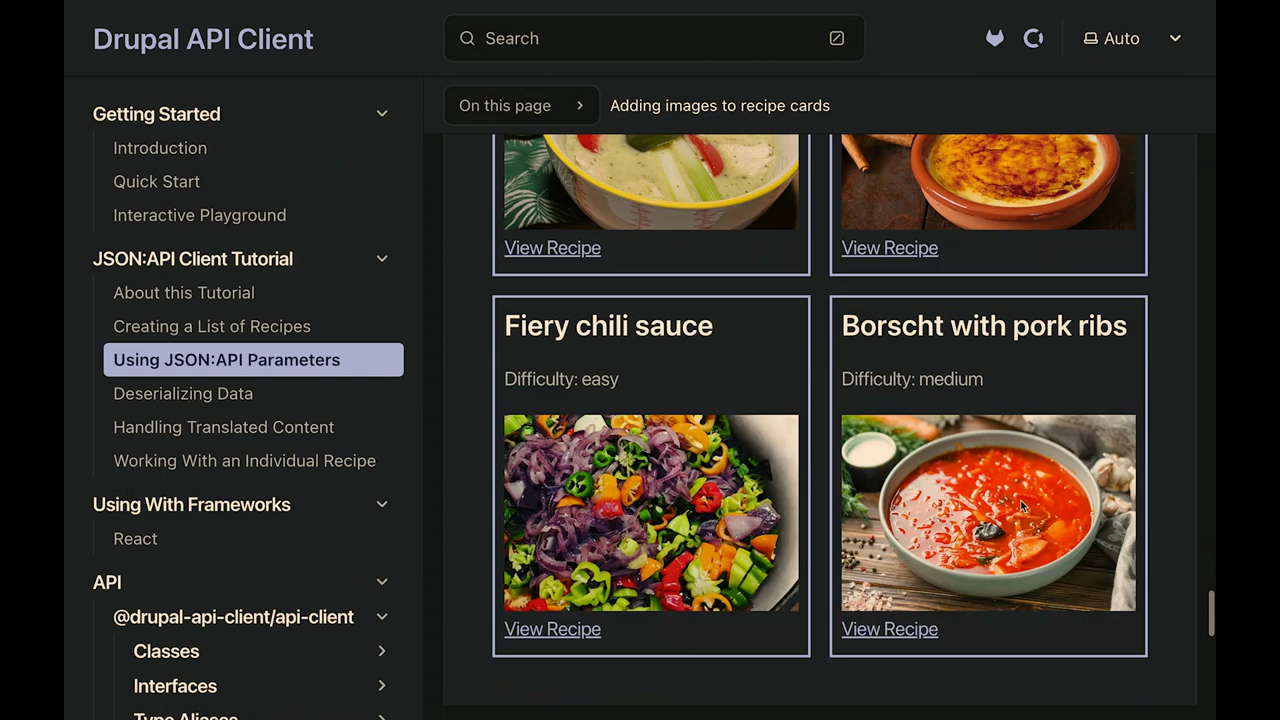 Drupal API Client
Search
Auto
Getting Started
Introduction
Quick Start
Interactive Playground
JSON:API Client Tutorial
About this Tutorial
Creating a List of Recipes
Using JSON:API Parameters
Deserializing Data
Handling Translated Content
Working With an Individual Recipe
Using With Frameworks
React
API
@drupal-api-client/api-client
Classes
Interfaces
Type Aliases
On this page
Adding images to recipe cards
View Recipe
View Recipe
Fiery chili sauce
Difficulty: easy
View Recipe
Borscht with pork ribs
Difficulty: medium
View Recipe